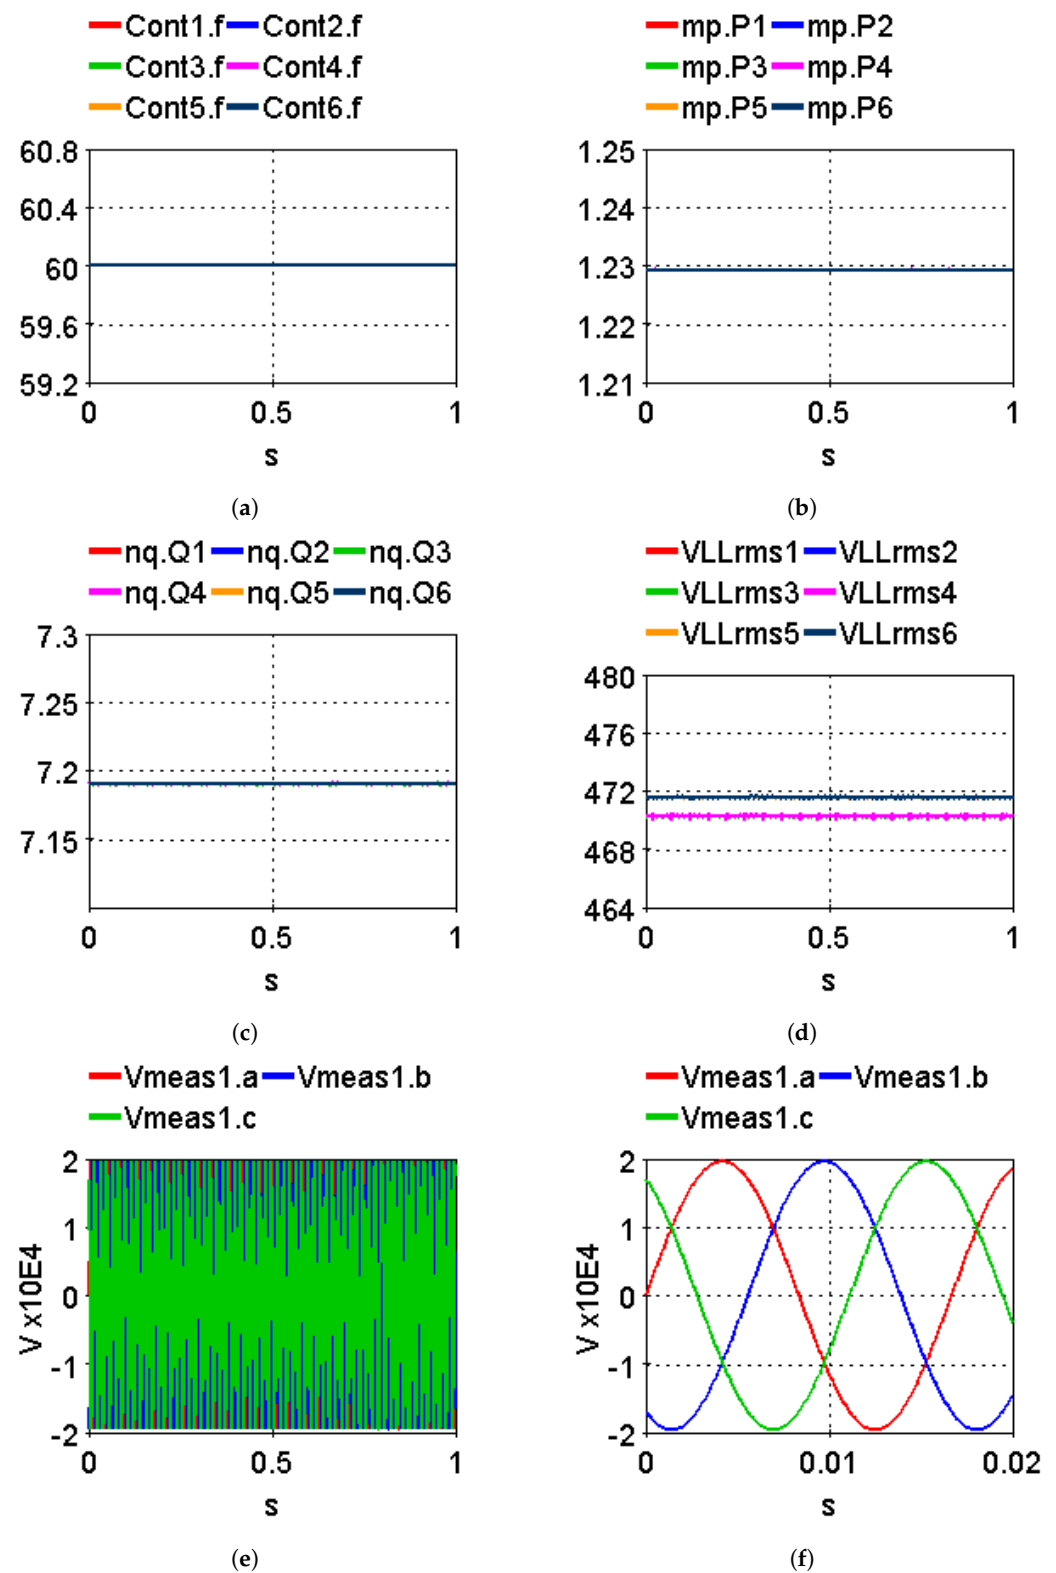 Cont1.f Cont2.f
Cont3.f Cont4.f
Cont5.f Cont6.f
60.8
60.4
60
59.6
59.2
0 0.5 1
s
(a)
mp.P1 mp.P2
mp.P3 mp.P4
mp.P5 mp.P6
1.25
1.24
1.23
1.22
1.21
0 0.5 1
s
(b)
nq.Q1 nq.Q2 nq.Q3
nq.Q4 nq.Q5 nq.Q6
7.3
7.25
7.2
7.15
0 0.5 1
s
(c)
VLLrms1 VLLrms2
VLLrms3 VLLrms4
VLLrms5 VLLrms6
480
476
472
468
464
0 0.5 1
s
(d)
Vmeas1.a Vmeas1.b
Vmeas1.c
V x10E4
2
1
0
-1
-2
0 0.5 1
s
(e)
Vmeas1.a Vmeas1.b
Vmeas1.c
V x10E4
2
1
0
-1
-2
0 0.01 0.02
s
(f)